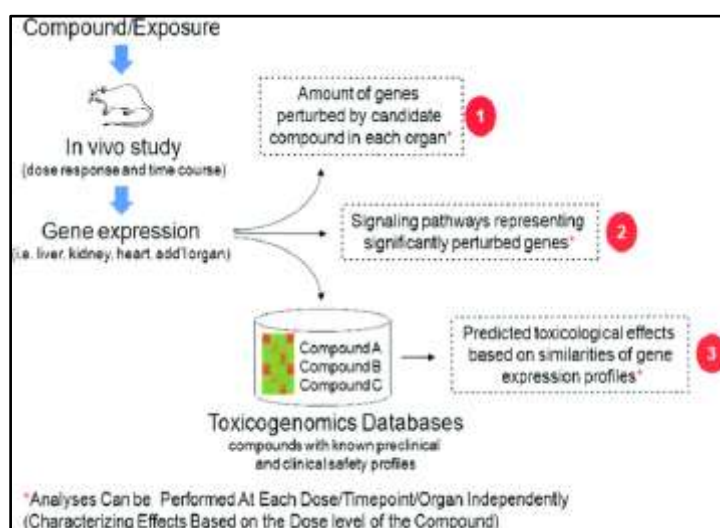 Compound/Exposure
In vivo study
(dose response and time course)
Gene expression
(i.e. liver, kidney, heart, add'l organ)
Amount of genes
perturbed by candidate
compound in each organ*
1
Signaling pathways representing
significantly perturbed genes*
2
Compound A
Compound B
Compound C
Predicted toxicological effects
based on similarities of gene
expression profiles*
3
Toxicogenomics Databases
compounds with known preclinical
and clinical safety profiles
*Analyses Can be Performed At Each Dose/Timepoint/Organ Independently
(Characterizing Effects Based on the Dose level of the Compound)